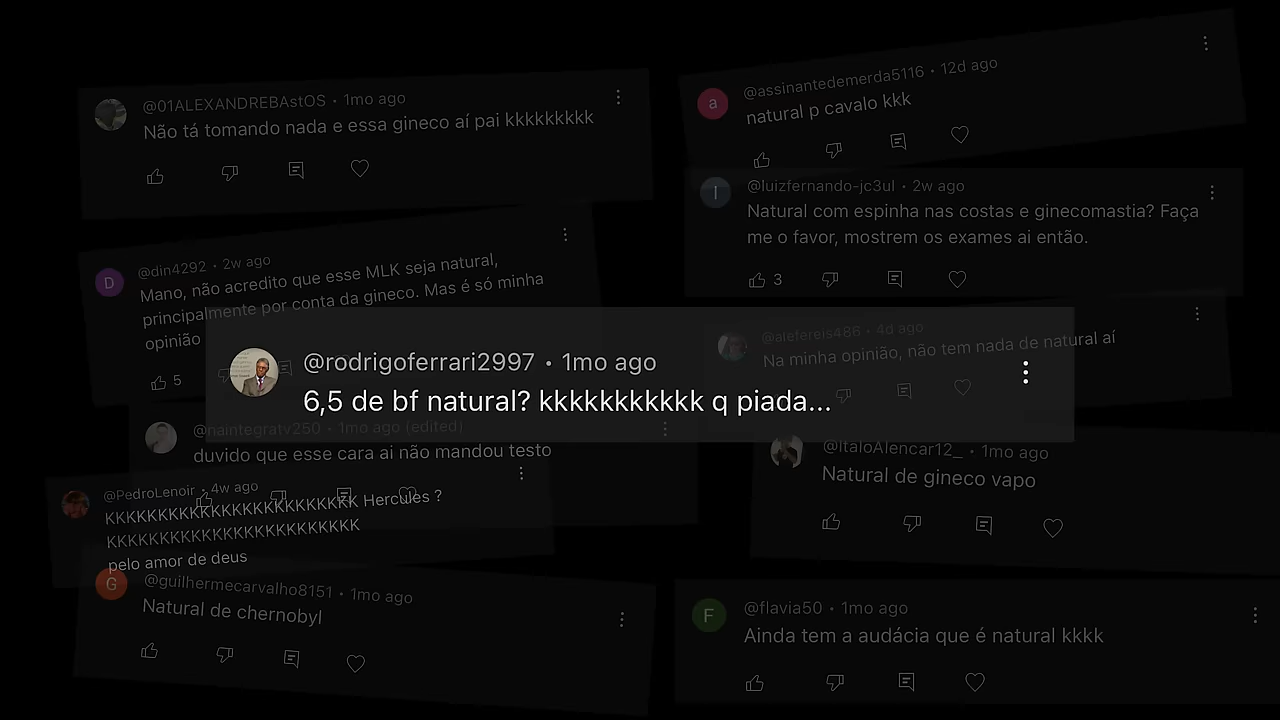 @01ALEXANDREBAstOS • 1mo ago
Não tá tomando nada e essa gineco aí pai kkkkkkkkk
@assinantedemerda5116 • 12d ago
natural p cavalo kkk
@luizfernando-jc3ul • 2w ago
Natural com espinha nas costas e ginecomastia? Faça
me o favor, mostrem os exames ai então.
3
@din4292 • 2w ago
Mano, não acredito que esse MLK seja natural,
principalmente por conta da gineco. Mas é só minha
opinião
5
@alefereis486 • 4d ago
Na minha opinião, não tem nada de natural aí
@rodrigoferrari2997 • 1mo ago
6,5 de bf natural? kkkkkkkkkkk q piada...
@naintegratv250 • 1mo ago (edited)
duvido que esse cara ai não mandou testo
@ItaloAlencar12_ • 1mo ago
Natural de gineco vapo
@PedroLenoir • 4w ago
KKKKKKKKKKKKKKKKKKKKKKKK Hercules ?
KKKKKKKKKKKKKKKKKKKKKKKK
pelo amor de deus
G
@guilhermecarvalho8151 • 1mo ago
Natural de chernobyl
F
@flavia50 • 1mo ago
Ainda tem a audácia que é natural kkkk